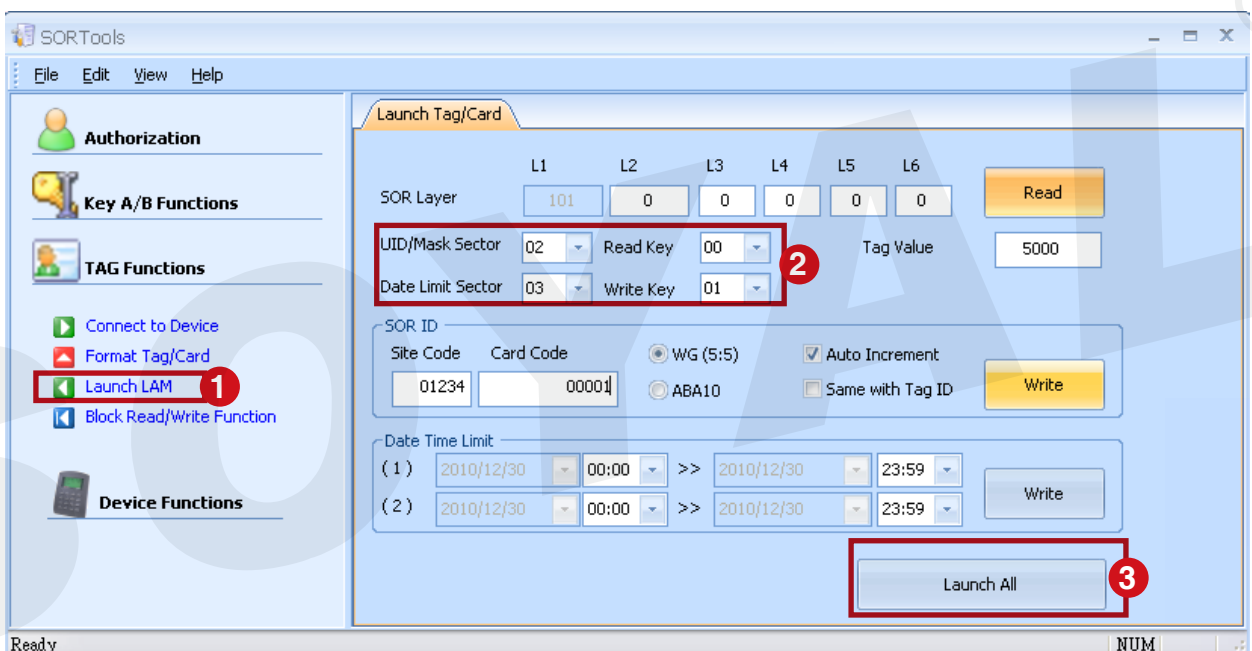 SORTools
File Edit View Help
Authorization
Key A/B Functions
TAG Functions
Connect to Device
Format Tag/Card
Launch LAM 1
Block Read/Write Function
Device Functions
Launch Tag/Card
L1 L2 L3 L4 L5 L6
SOR Layer 101 0 0 0 0 0 Read
UID/Mask Sector 02 Read Key 00 2 Tag Value 5000
Date Limit Sector 03 Write Key 01
SOR ID
Site Code Card Code WG (5:5) Auto Increment
01234 00001 ABA10 Same with Tag ID Write
Date Time Limit
(1) 2010/12/30 00:00 >> 2010/12/30 23:59
(2) 2010/12/30 00:00 >> 2010/12/30 23:59 Write
Launch All 3
Ready NUM
SOYAL